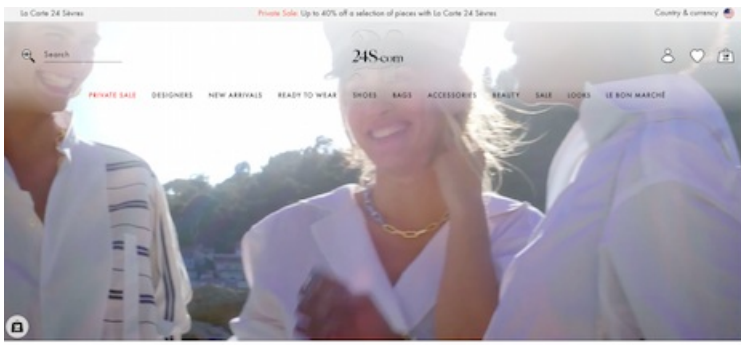 La Carte 24 Sèvres
Private Sale: Up to 40% off a selection of pieces with La Carte 24 Sèvres
Country & currency
Search
24S.com
PRIVATE SALE DESIGNERS NEW ARRIVALS READY TO WEAR SHOES BAGS ACCESSORIES BEAUTY SALE LOOKS LE BON MARCHÉ